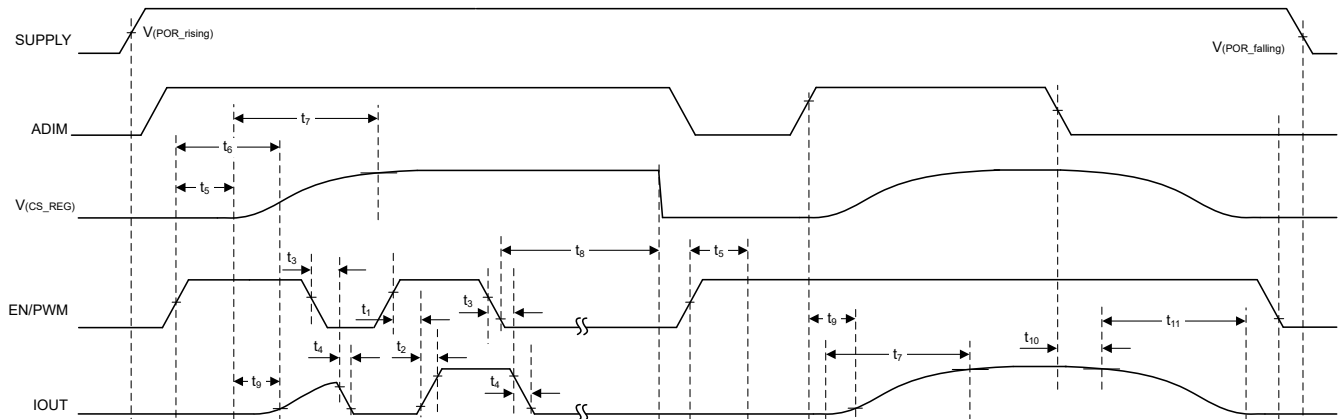 SUPPLY
V(POR_rising)
V(POR_falling)
ADIM
t7
t6
t5
V(CS_REG)
t8
t5
t3
EN/PWM
t1
t3
t9
t11
t4
t2
t7
t10
t9
t4
IOUT